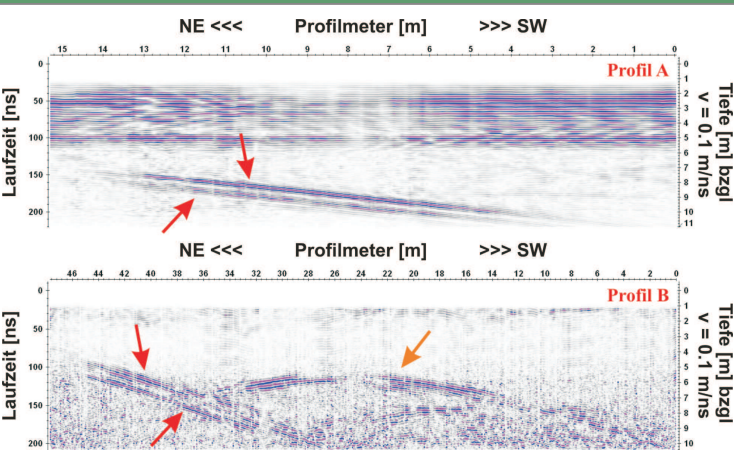 NE <<< Profilmeter [m] >>> SW
15 14 13 12 11 10 9 8 7 6 5 4 3 2 1 0
Profil A
Laufzeit [ns]
0
50
100
150
200
0
1
2
3
4
5
6
7
8
9
10
11
Tiefe [m] bzgl
v = 0.1 m/ns
NE <<< Profilmeter [m] >>> SW
46 44 42 40 38 36 34 32 30 28 26 24 22 20 18 16 14 12 10 8 6 4 2 0
Profil B
Laufzeit [ns]
0
50
100
150
200
0
1
2
3
4
5
6
7
8
9
10
Tiefe [m] bzgl
v = 0.1 m/ns